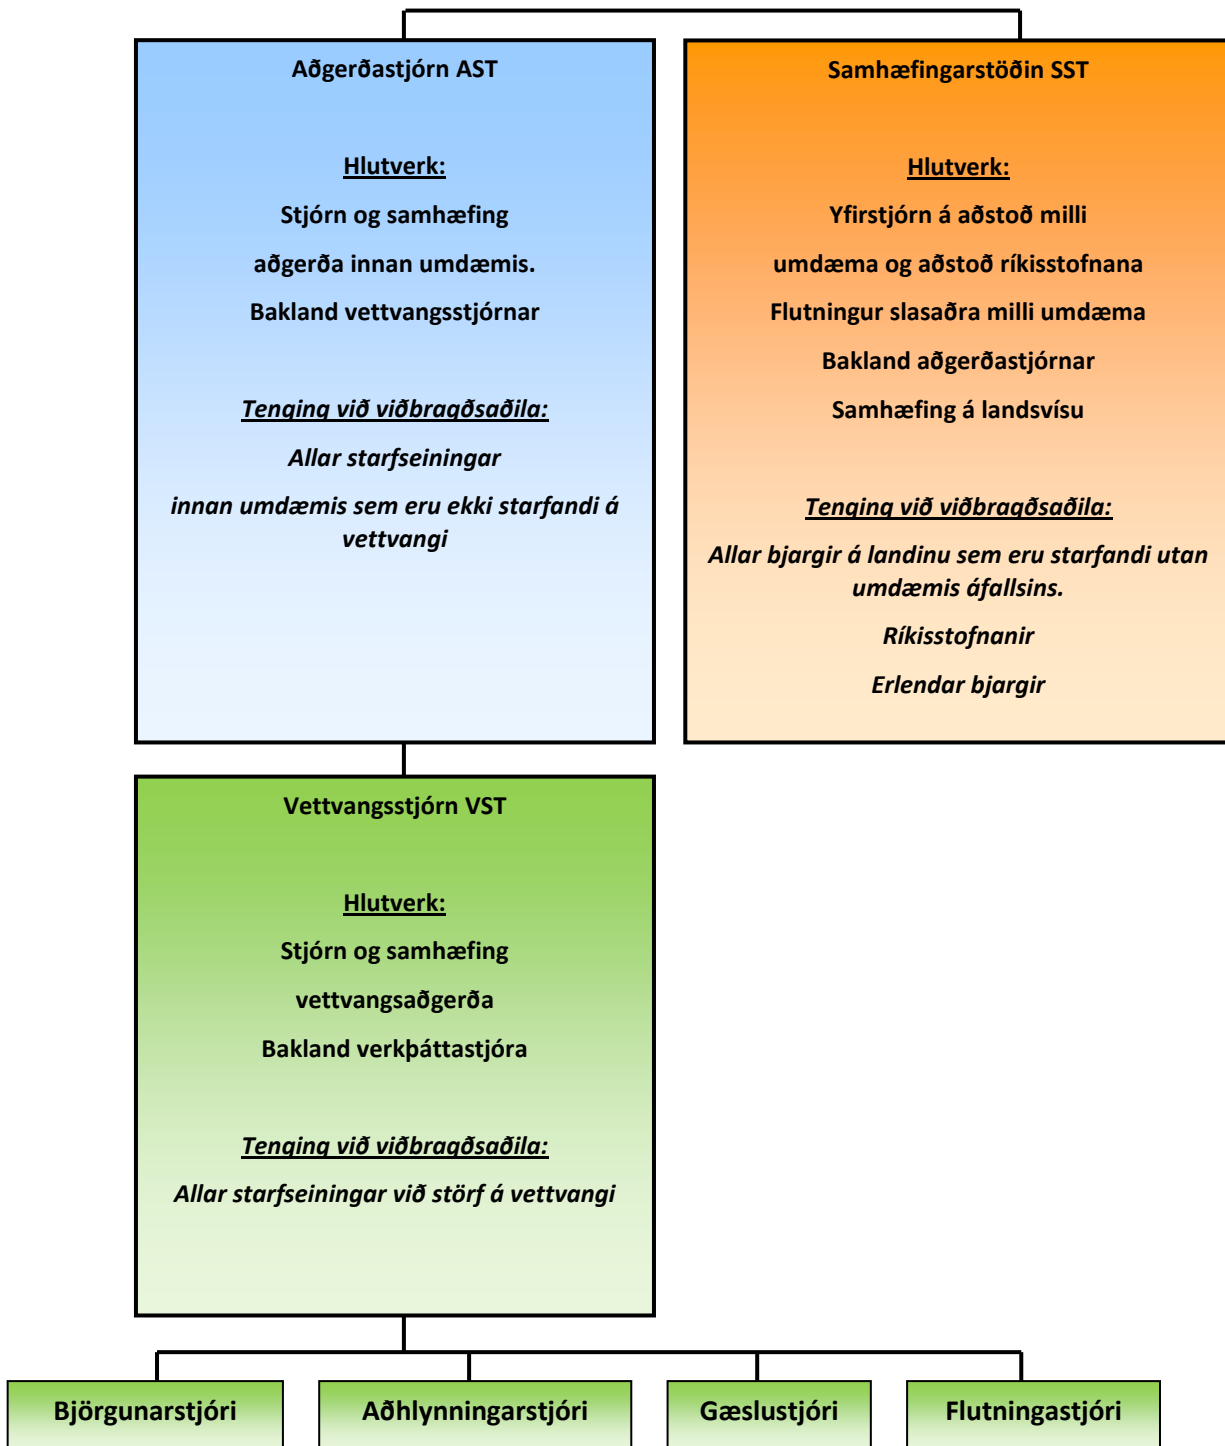 Aðgerðastjórn AST
Hlutverk:
Stjórn og samhæfing
aðgerða innan umdæmis.
Bakland vettvangsstjórnar
Tenging við viðbragðsaðila:
Allar starfseiningar
innan umdæmis sem eru ekki starfandi á
vettvangi
Samhæfingarstöðin SST
Hlutverk:
Yfirstjórn á aðstoð milli
umdæma og aðstoð ríkisstofnana
Flutningur slasaðra milli umdæma
Bakland aðgerðastjórnar
Samhæfing á landsvísu
Tenging við viðbragðsaðila:
Allar bjargir á landinu sem eru starfandi utan
umdæmis áfallsins.
Ríkisstofnanir
Erlendar bjargir
Vettvangsstjórn VST
Hlutverk:
Stjórn og samhæfing
vettvangsaðgerða
Bakland verkþáttastjóra
Tenging við viðbragðsaðila:
Allar starfseiningar við störf á vettvangi
Björgunarstjóri
Aðhlynningarstjóri
Gæslustjóri
Flutningastjóri